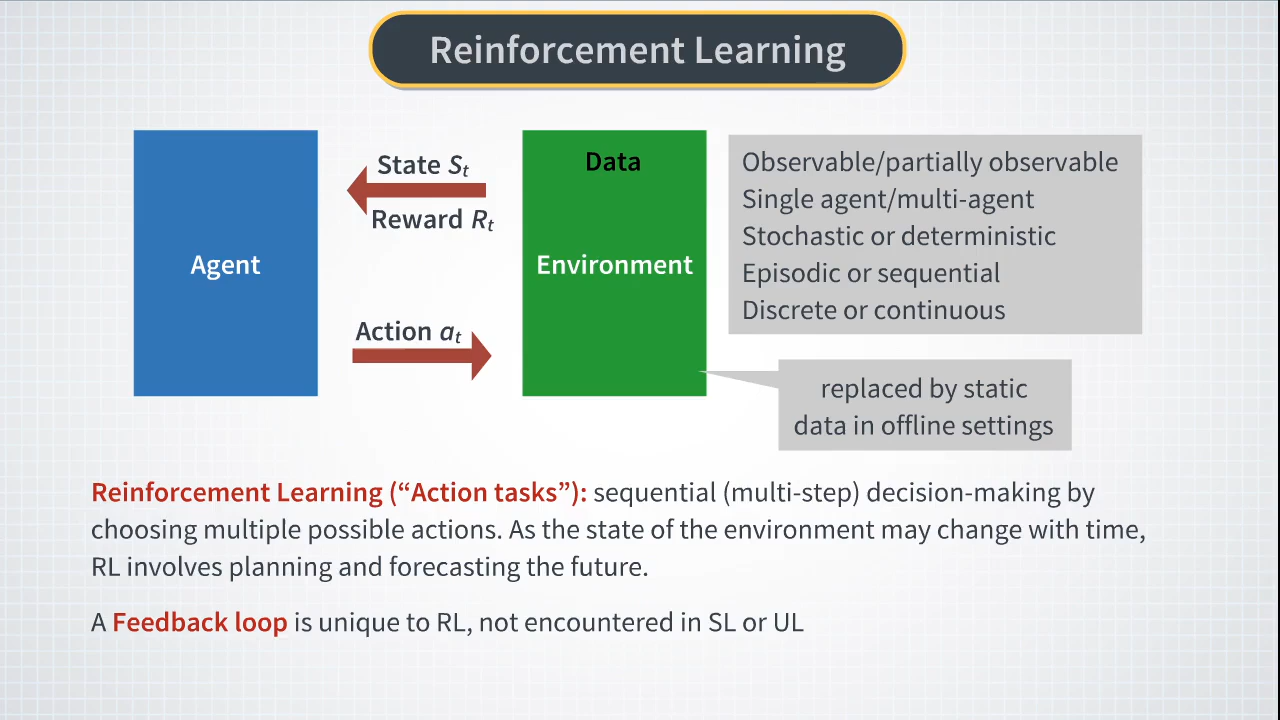 Reinforcement Learning
Agent
State Sₜ
Reward Rₜ
Action aₜ
Data
Environment
Observable/partially observable
Single agent/multi-agent
Stochastic or deterministic
Episodic or sequential
Discrete or continuous
replaced by static
data in offline settings
Reinforcement Learning (“Action tasks”): sequential (multi-step) decision-making by
choosing multiple possible actions. As the state of the environment may change with time,
RL involves planning and forecasting the future.
A Feedback loop is unique to RL, not encountered in SL or UL